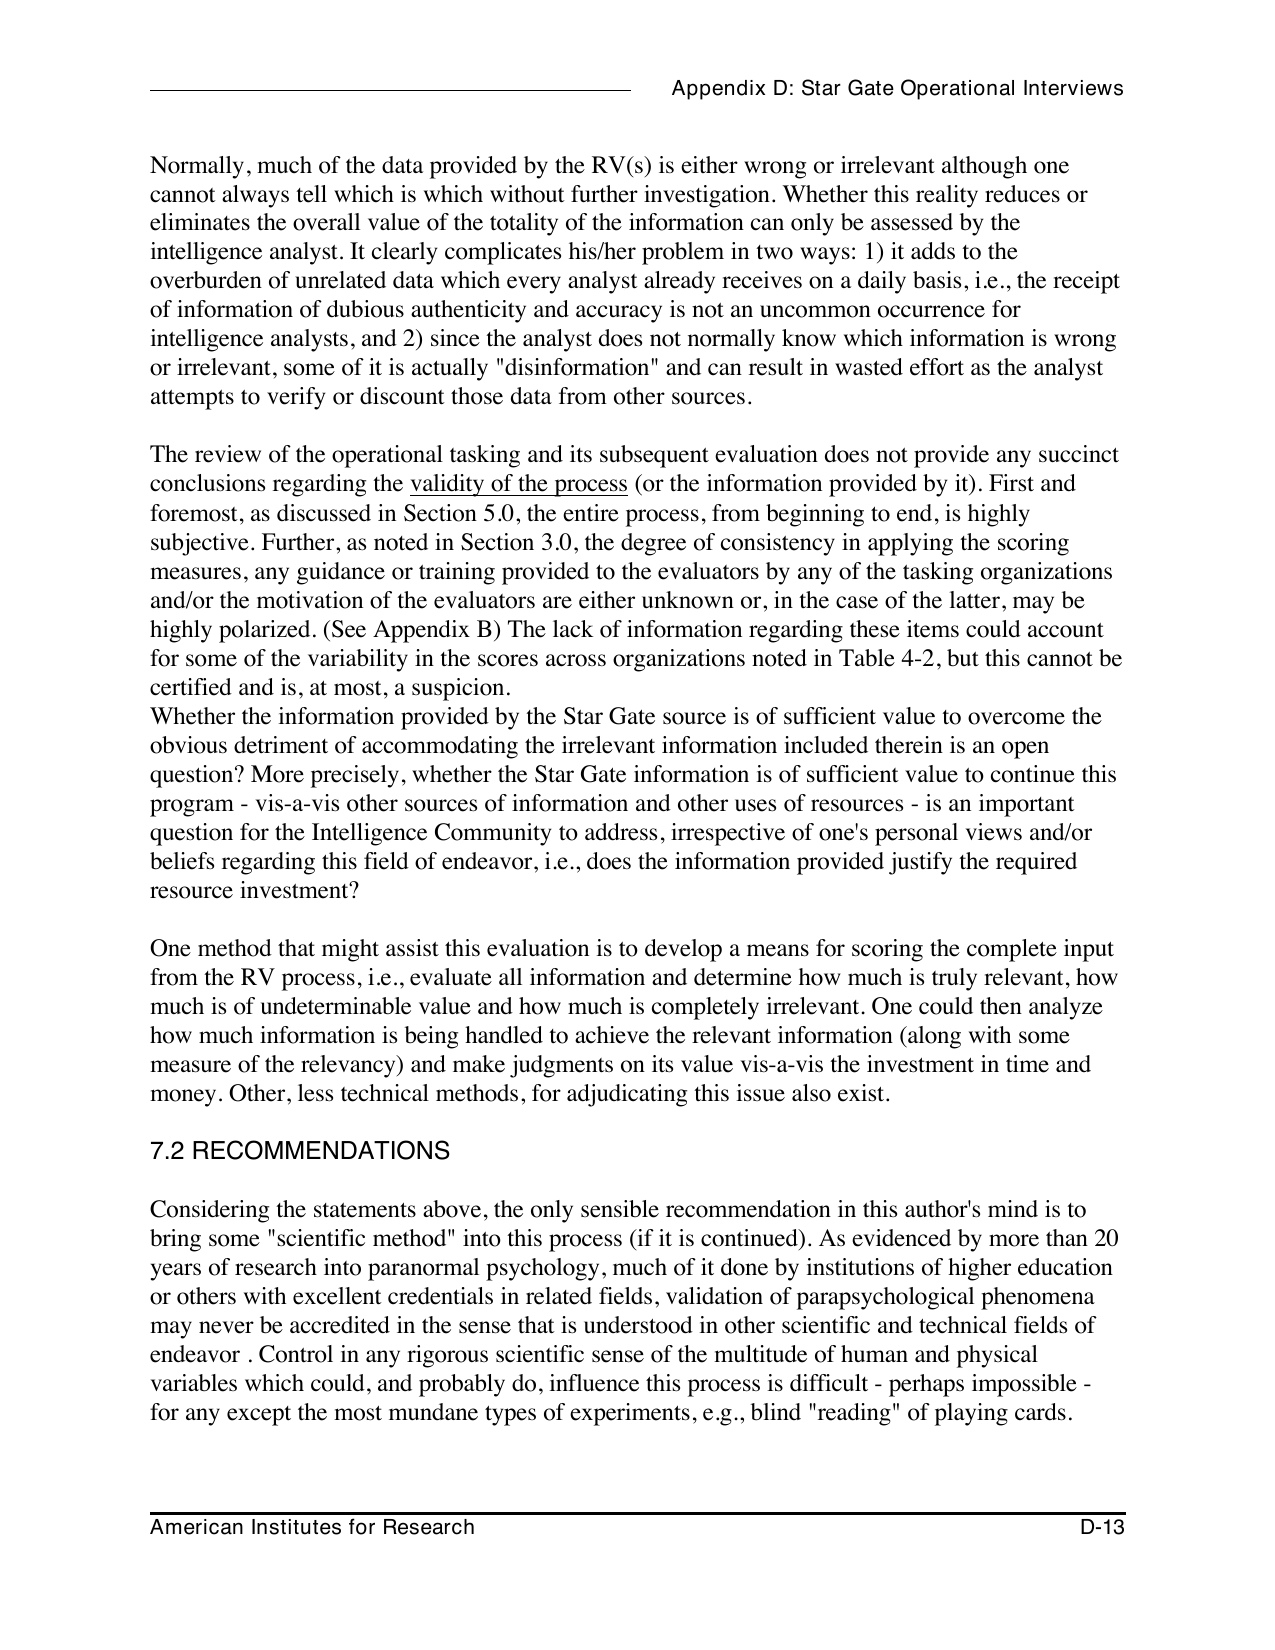 Appendix D: Star Gate Operational Interviews
Normally, much of the data provided by the RV(s) is either wrong or irrelevant although one
cannot always tell which is which without further investigation. Whether this reality reduces or
eliminates the overall value of the totality of the information can only be assessed by the
intelligence analyst. It clearly complicates his/her problem in two ways: 1) it adds to the
overburden of unrelated data which every analyst already receives on a daily basis, i.e., the receipt
of information of dubious authenticity and accuracy is not an uncommon occurrence for
intelligence analysts, and 2) since the analyst does not normally know which information is wrong
or irrelevant, some of it is actually "disinformation" and can result in wasted effort as the analyst
attempts to verify or discount those data from other sources.
The review of the operational tasking and its subsequent evaluation does not provide any succinct
conclusions regarding the validity of the process (or the information provided by it). First and
foremost, as discussed in Section 5.0, the entire process, from beginning to end, is highly
subjective. Further, as noted in Section 3.0, the degree of consistency in applying the scoring
measures, any guidance or training provided to the evaluators by any of the tasking organizations
and/or the motivation of the evaluators are either unknown or, in the case of the latter, may be
highly polarized. (See Appendix B) The lack of information regarding these items could account
for some of the variability in the scores across organizations noted in Table 4-2, but this cannot be
certified and is, at most, a suspicion.
Whether the information provided by the Star Gate source is of sufficient value to overcome the
obvious detriment of accommodating the irrelevant information included therein is an open
question? More precisely, whether the Star Gate information is of sufficient value to continue this
program - vis-a-vis other sources of information and other uses of resources - is an important
question for the Intelligence Community to address, irrespective of one's personal views and/or
beliefs regarding this field of endeavor, i.e., does the information provided justify the required
resource investment?
One method that might assist this evaluation is to develop a means for scoring the complete input
from the RV process, i.e., evaluate all information and determine how much is truly relevant, how
much is of undeterminable value and how much is completely irrelevant. One could then analyze
how much information is being handled to achieve the relevant information (along with some
measure of the relevancy) and make judgments on its value vis-a-vis the investment in time and
money. Other, less technical methods, for adjudicating this issue also exist.
7.2 RECOMMENDATIONS
Considering the statements above, the only sensible recommendation in this author's mind is to
bring some "scientific method" into this process (if it is continued). As evidenced by more than 20
years of research into paranormal psychology, much of it done by institutions of higher education
or others with excellent credentials in related fields, validation of parapsychological phenomena
may never be accredited in the sense that is understood in other scientific and technical fields of
endeavor . Control in any rigorous scientific sense of the multitude of human and physical
variables which could, and probably do, influence this process is difficult - perhaps impossible -
for any except the most mundane types of experiments, e.g., blind "reading" of playing cards.
American Institutes for Research D-13